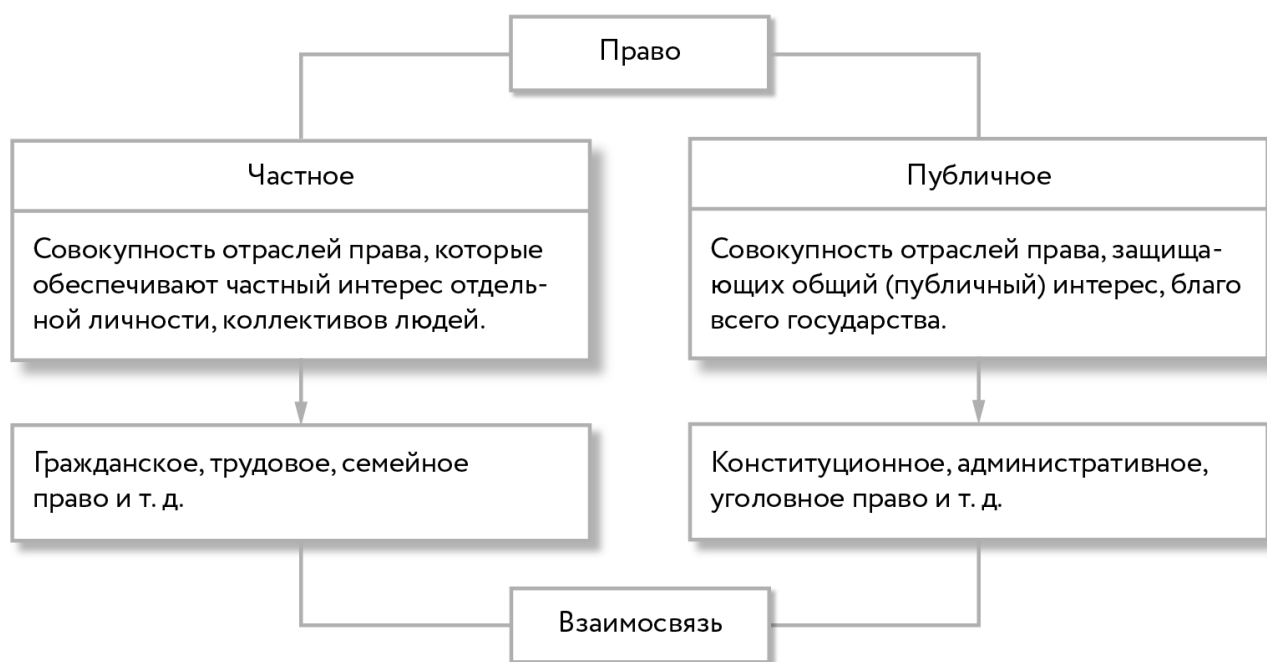 Право
Частное
Совокупность отраслей права, которые
обеспечивают частный интерес отдель-
ной личности, коллективов людей.
Гражданское, трудовое, семейное
право и т. д.
Публичное
Совокупность отраслей права, защища-
ющих общий (публичный) интерес, благо
всего государства.
Конституционное, административное,
уголовное право и т. д.
Взаимосвязь